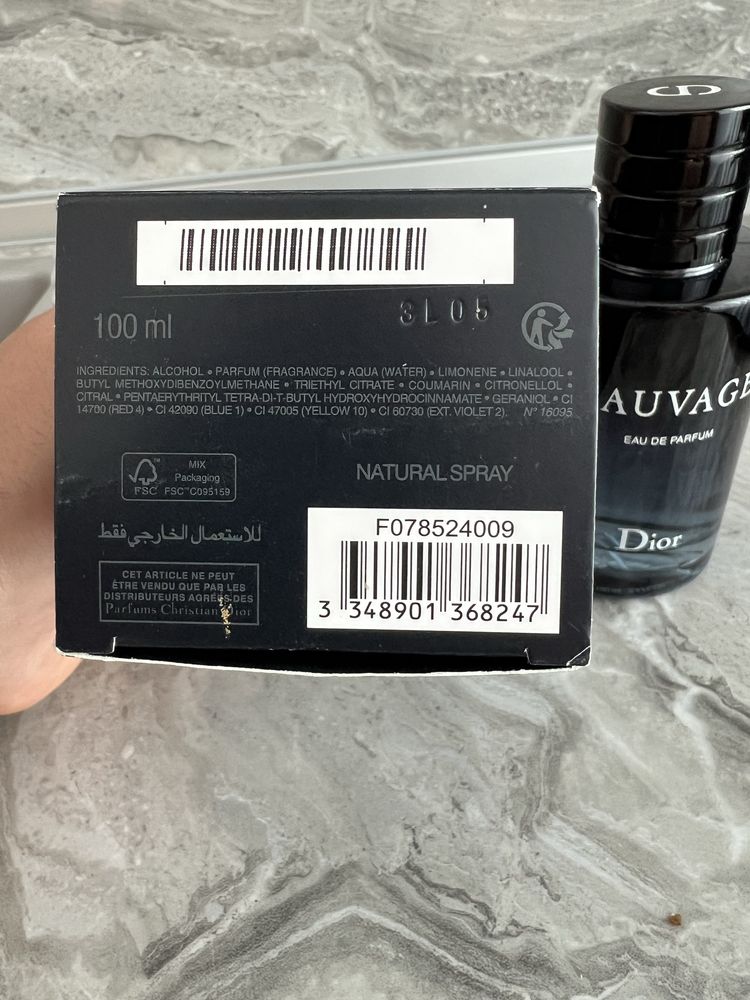 100 ml
3L05
INGREDIENTS: ALCOHOL • PARFUM (FRAGRANCE) • AQUA (WATER) • LIMONENE • LINALOOL •
BUTYL METHOXYDIBENZOYLMETHANE • TRIETHYL CITRATE • COUMARIN • CITRONELLOL •
CITRAL • PENTAERYTHRITYL TETRA-DI-T-BUTYL HYDROXYHYDROCINNAMATE • GERANIOL • CI
14700 (RED 4) • CI 42090 (BLUE 1) • CI 47005 (YELLOW 10) • CI 60730 (EXT. VIOLET 2). N° 16095
MIX
Packaging
FSC™ FSC™C095159
NATURAL SPRAY
للاستعمال الخارجي فقط
CET ARTICLE NE PEUT
ÊTRE VENDU QUE PAR LES
DISTRIBUTEURS AGRÉÉS DES
Parfums Christian Dior
F078524009
3 348901 368247
S
AUVAGE
EAU DE PARFUM
Dior